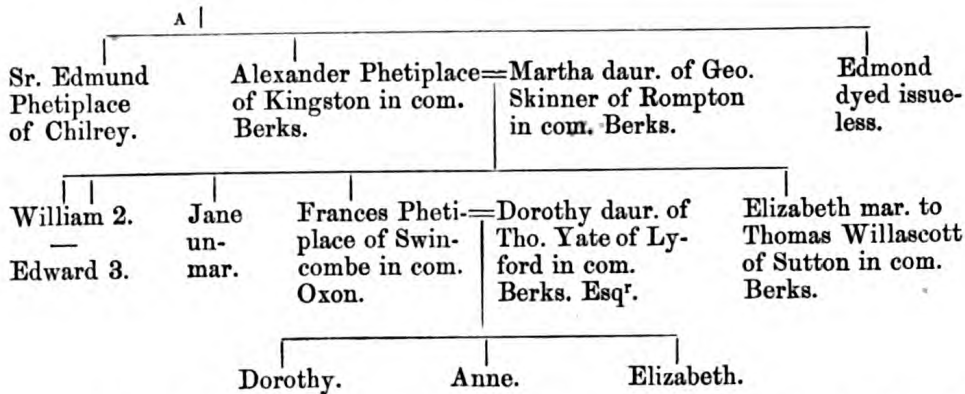 A
Sr. Edmund
Phetiplace
of Chilrey.
Alexander Phetiplace=
of Kingston in com.
Berks.
Martha daur. of Geo.
Skinner of Rompton
in com. Berks.
Edmond
dyed issue-
less.
William 2.
—
Edward 3.
Jane
un-
mar.
Frances Pheti-=
place of Swin-
combe in com.
Oxon.
Dorothy daur. of
Tho. Yate of Ly-
ford in com.
Berks. Esqʳ.
Elizabeth mar. to
Thomas Willascott
of Sutton in com.
Berks.
Dorothy.
Anne.
Elizabeth.